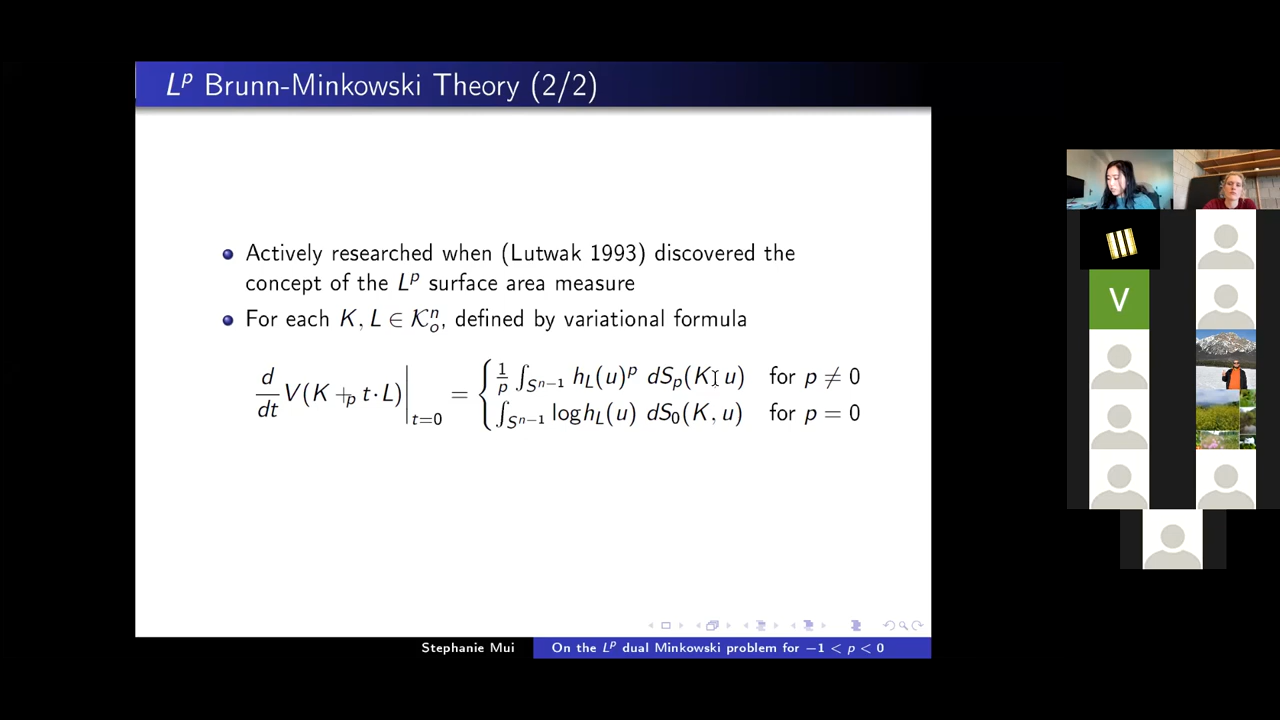 L^p Brunn-Minkowski Theory (2/2)
Actively researched when (Lutwak 1993) discovered the
concept of the L^p surface area measure
For each K, L ∈ 𝒦_o^n, defined by variational formula
d/dt V(K +_p t·L)|_{t=0} = { 1/p ∫_{S^{n−1}} h_L(u)^p dS_p(K, u) for p ≠ 0
∫_{S^{n−1}} log h_L(u) dS_0(K, u) for p = 0
V
Stephanie Mui
On the L^p dual Minkowski problem for −1 < p < 0